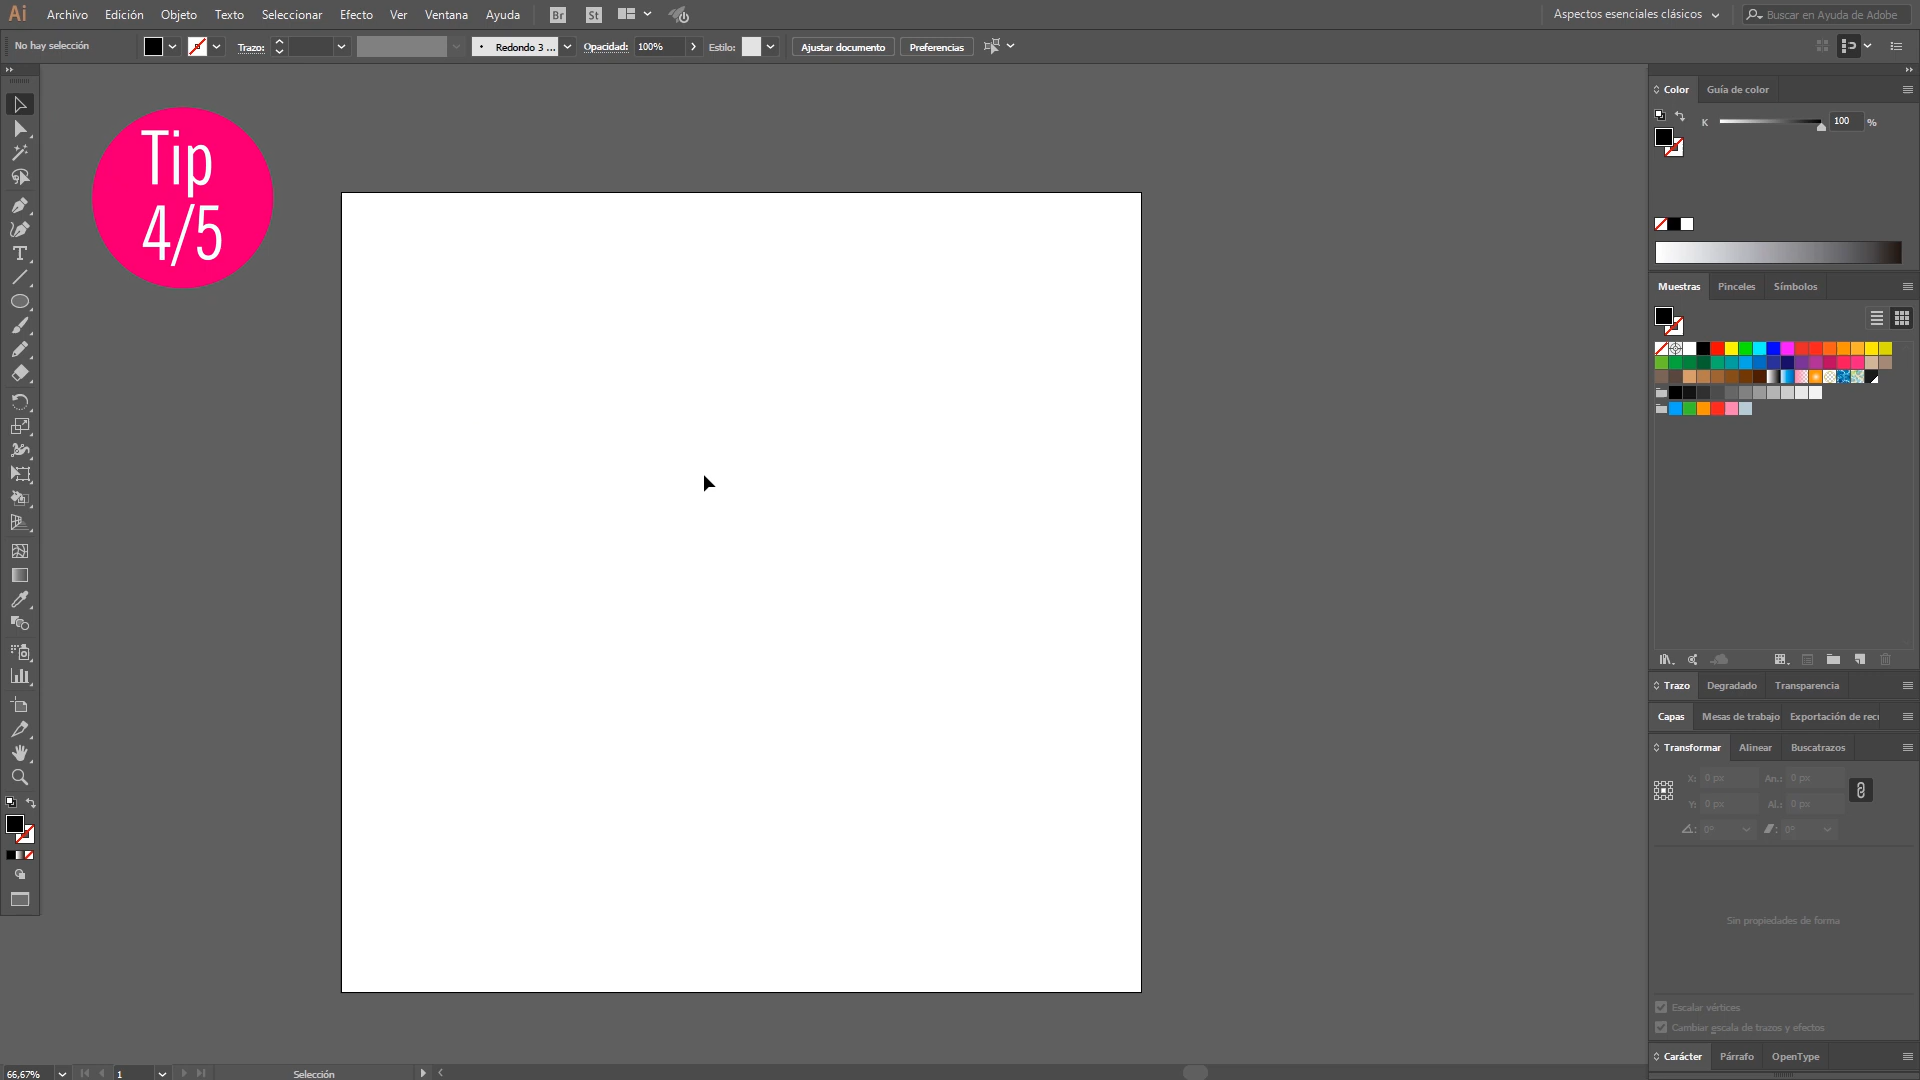 Ai Archivo Edición Objeto Texto Seleccionar Efecto Ver Ventana Ayuda Br St Aspectos esenciales clásicos Buscar en Ayuda de Adobe
No hay selección Trazo: Redondo 3 ... Opacidad: 100% Estilo: Ajustar documento Preferencias
Tip
4/5
Color Guía de color
K 100 %
Muestras Pinceles Símbolos
Trazo Degradado Transparencia
Capas Mesas de trabajo Exportación de recu
Transformar Alinear Buscatrazos
X: 0 px An.: 0 px
Y: 0 px Al.: 0 px
0° 0°
Sin propiedades de forma
Escalar vértices
Cambiar escala de trazos y efectos
Carácter Párrafo OpenType
66,67% 1 Selección